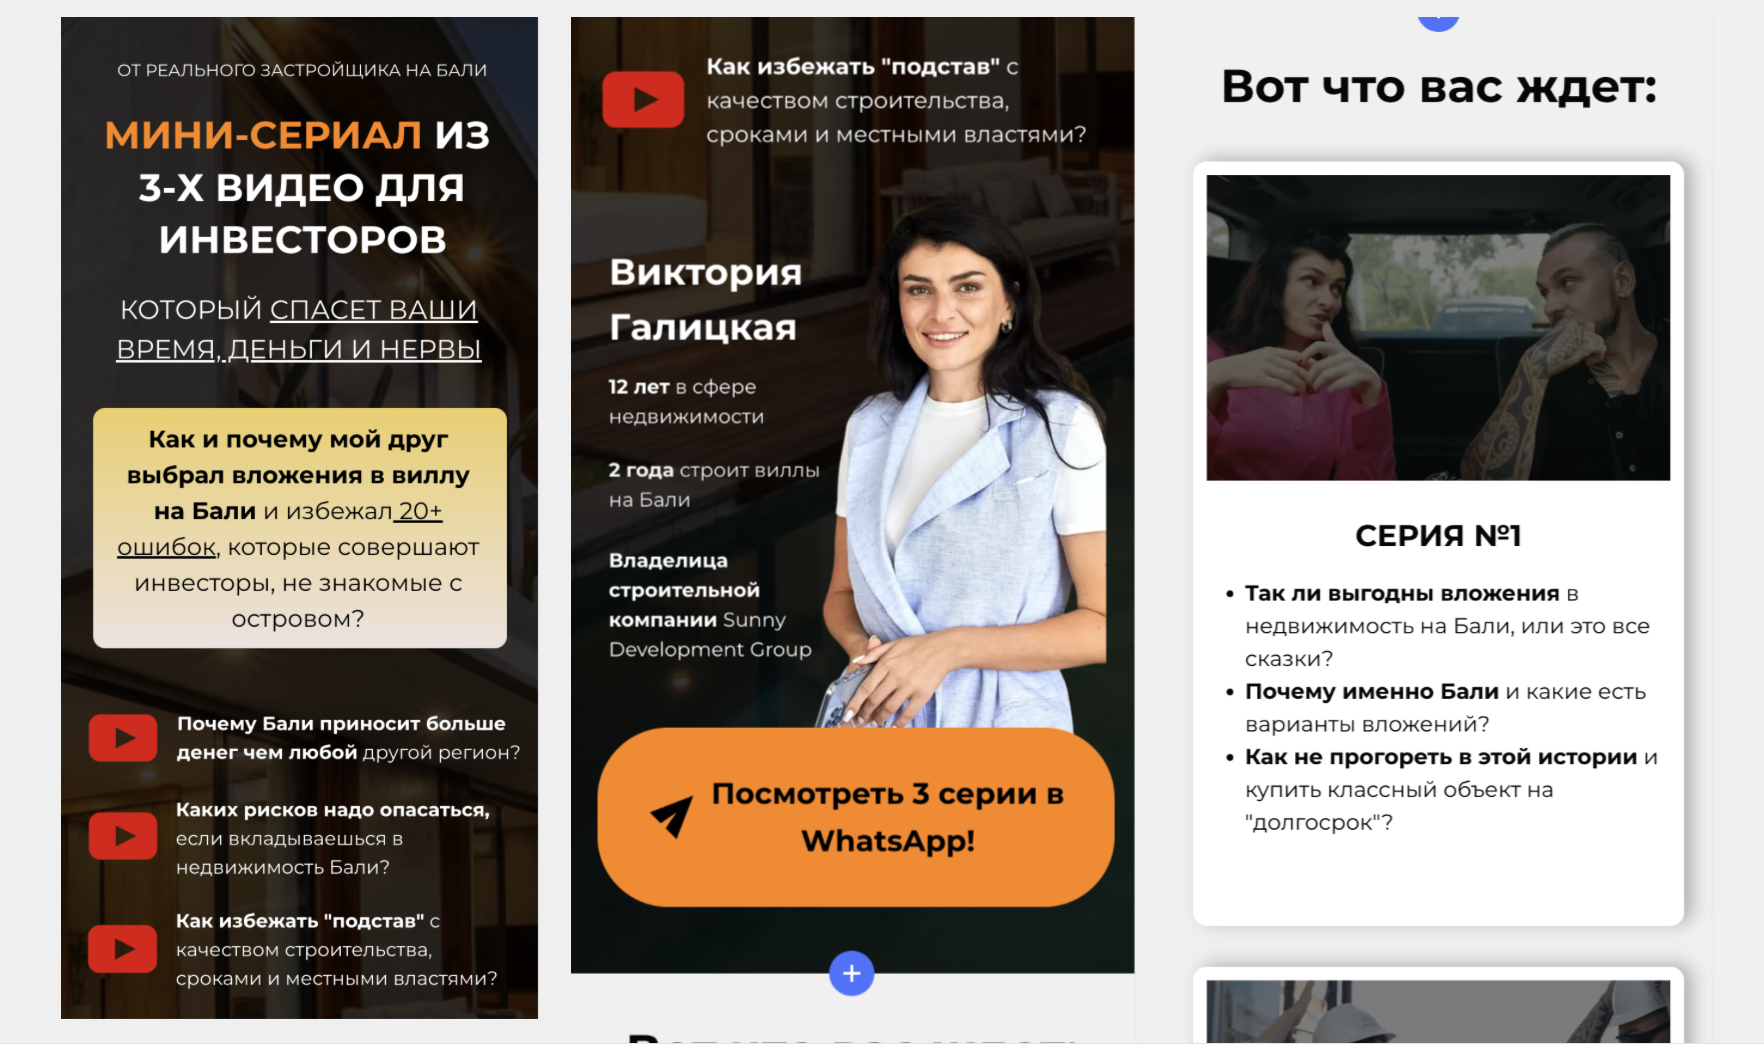 ОТ РЕАЛЬНОГО ЗАСТРОЙЩИКА НА БАЛИ
МИНИ-СЕРИАЛ ИЗ
3-Х ВИДЕО ДЛЯ
ИНВЕСТОРОВ
КОТОРЫЙ СПАСЕТ ВАШИ
ВРЕМЯ, ДЕНЬГИ И НЕРВЫ
Как и почему мой друг
выбрал вложения в виллу
на Бали и избежал 20+
ошибок, которые совершают
инвесторы, не знакомые с
островом?
Почему Бали приносит больше
денег чем любой другой регион?
Каких рисков надо опасаться,
если вкладываешься в
недвижимость Бали?
Как избежать "подстав" с
качеством строительства,
сроками и местными властями?
Как избежать "подстав" с
качеством строительства,
сроками и местными властями?
Виктория
Галицкая
12 лет в сфере
недвижимости
2 года строит виллы
на Бали
Владелица
строительной
компании Sunny
Development Group
Посмотреть 3 серии в
WhatsApp!
Вот что вас ждет:
Вот что вас ждет:
СЕРИЯ №1
• Так ли выгодны вложения в
недвижимость на Бали, или это все
сказки?
• Почему именно Бали и какие есть
варианты вложений?
• Как не прогореть в этой истории и
купить классный объект на
"долгосрок"?